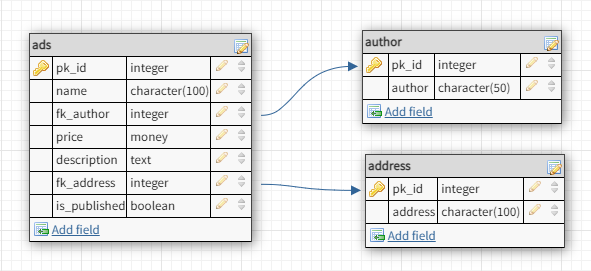 ads
pk_id integer
name character(100)
fk_author integer
price money
description text
fk_address integer
is_published boolean
Add field
author
pk_id integer
author character(50)
Add field
address
pk_id integer
address character(100)
Add field